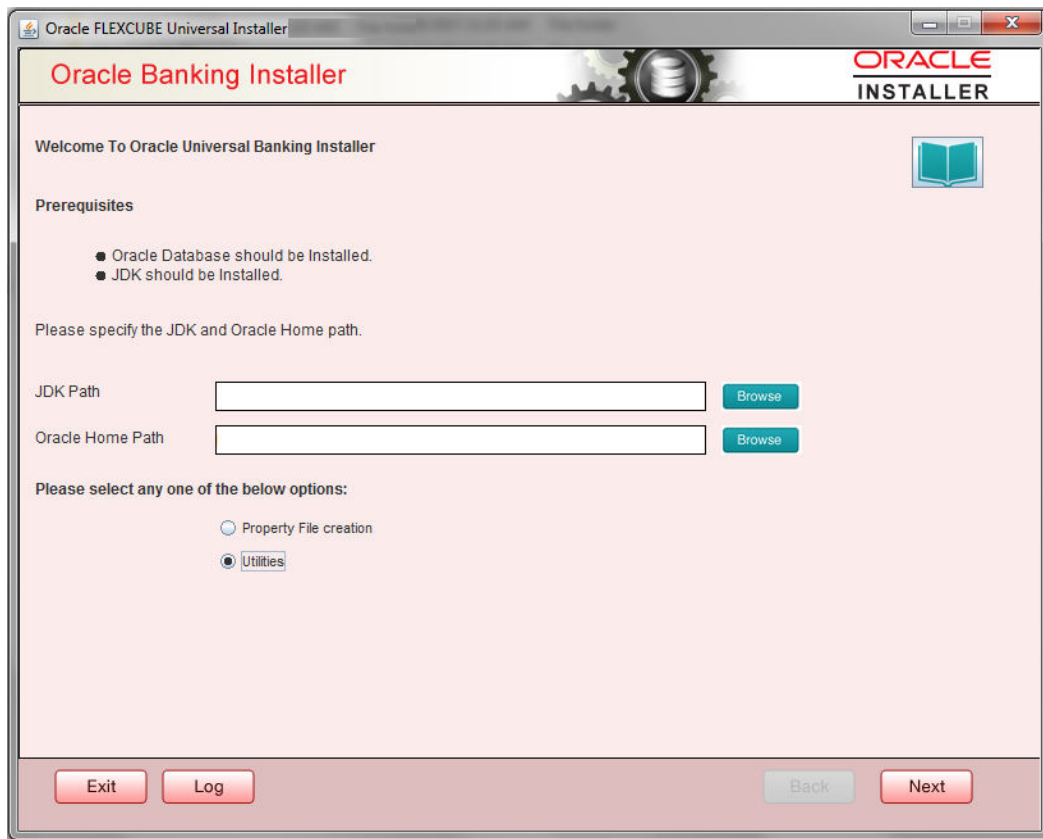 Oracle FLEXCUBE Universal Installer
Oracle Banking Installer
ORACLE
INSTALLER
Welcome To Oracle Universal Banking Installer
Prerequisites
Oracle Database should be Installed.
JDK should be Installed.
Please specify the JDK and Oracle Home path.
JDK Path
Browse
Oracle Home Path
Browse
Please select any one of the below options:
Property File creation
Utilities
Exit
Log
Back
Next